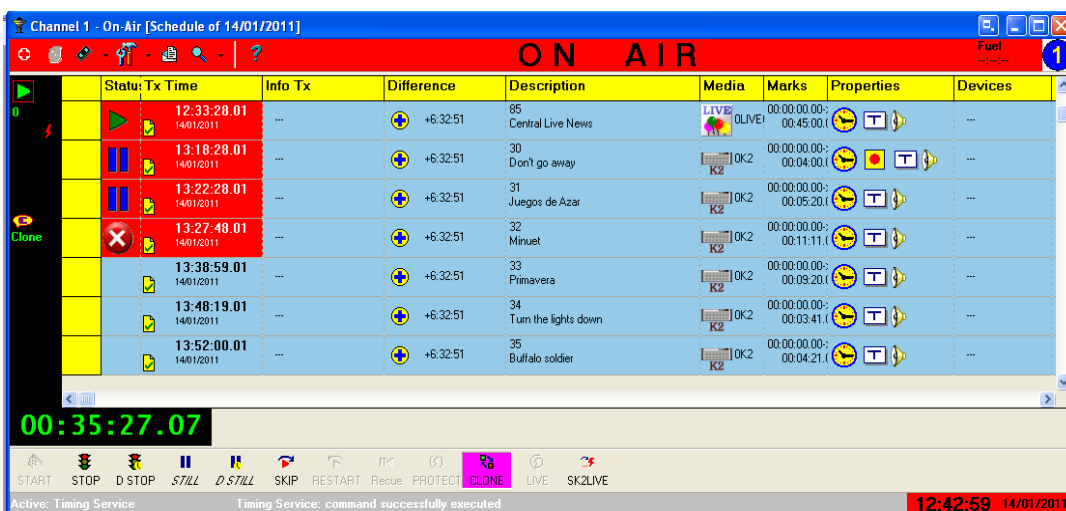 Channel 1 - On-Air [Schedule of 14/01/2011]
ON AIR
Fuel
--:--:--
1
Status Tx Time Info Tx Difference Description Media Marks Properties Devices
0
12:33:28.01
14/01/2011
---
+6:32:51
85
Central Live News
LIVE
OLIVE
00:00:00.00-
00:45:00.
T
---
13:18:28.01
14/01/2011
---
+6:32:51
30
Don't go away
K2
0K2
00:00:00.00-
00:04:00.
T
---
13:22:28.01
14/01/2011
---
+6:32:51
31
Juegos de Azar
K2
0K2
00:00:00.00-
00:05:20.
T
---
Clone
13:27:48.01
14/01/2011
---
+6:32:51
32
Minuet
K2
0K2
00:00:00.00-
00:11:11.
T
---
13:38:59.01
14/01/2011
---
+6:32:51
33
Primavera
K2
0K2
00:00:00.00-
00:09:20.
T
---
13:48:19.01
14/01/2011
---
+6:32:51
34
Turn the lights down
K2
0K2
00:00:00.00-
00:03:41.
T
---
13:52:00.01
14/01/2011
---
+6:32:51
35
Buffalo soldier
K2
0K2
00:00:00.00-
00:04:21.
T
---
00:35:27.07
START STOP D STOP STILL D STILL SKIP RESTART Recue PROTECT CLONE LIVE SK2LIVE
Active: Timing Service Timing Service: command successfully executed 12:42:59 14/01/2011